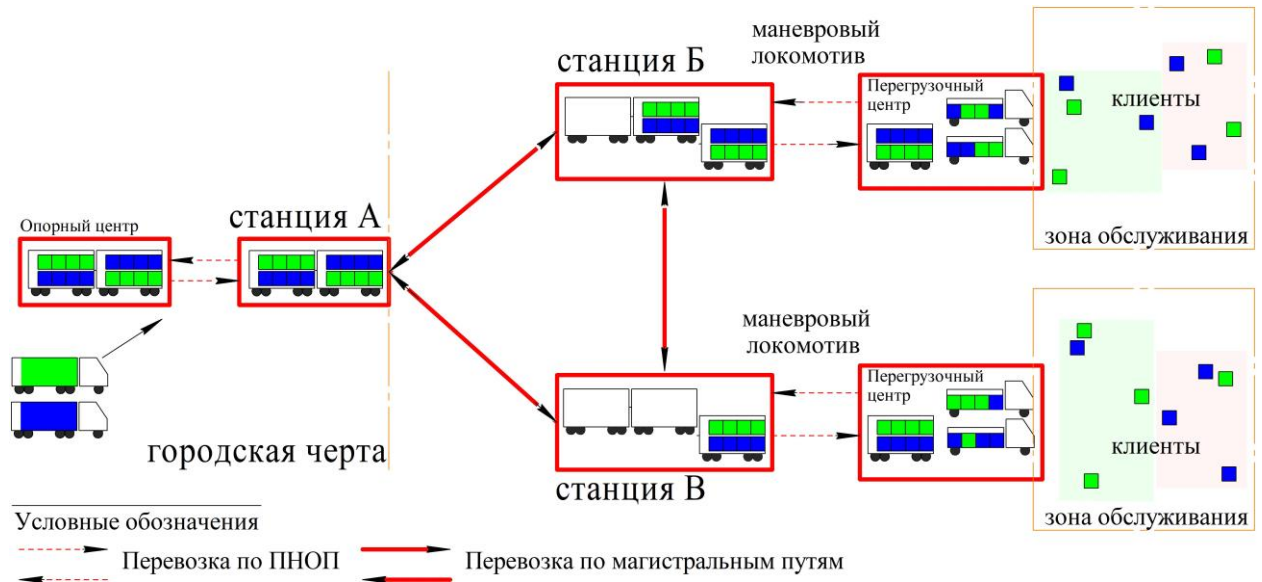 маневровый
локомотив
станция Б
Перегрузочный
центр
клиенты
зона обслуживания
станция А
Опорный центр
маневровый
локомотив
Перегрузочный
центр
клиенты
зона обслуживания
городская черта
станция В
Условные обозначения
Перевозка по ПНОП
Перевозка по магистральным путям